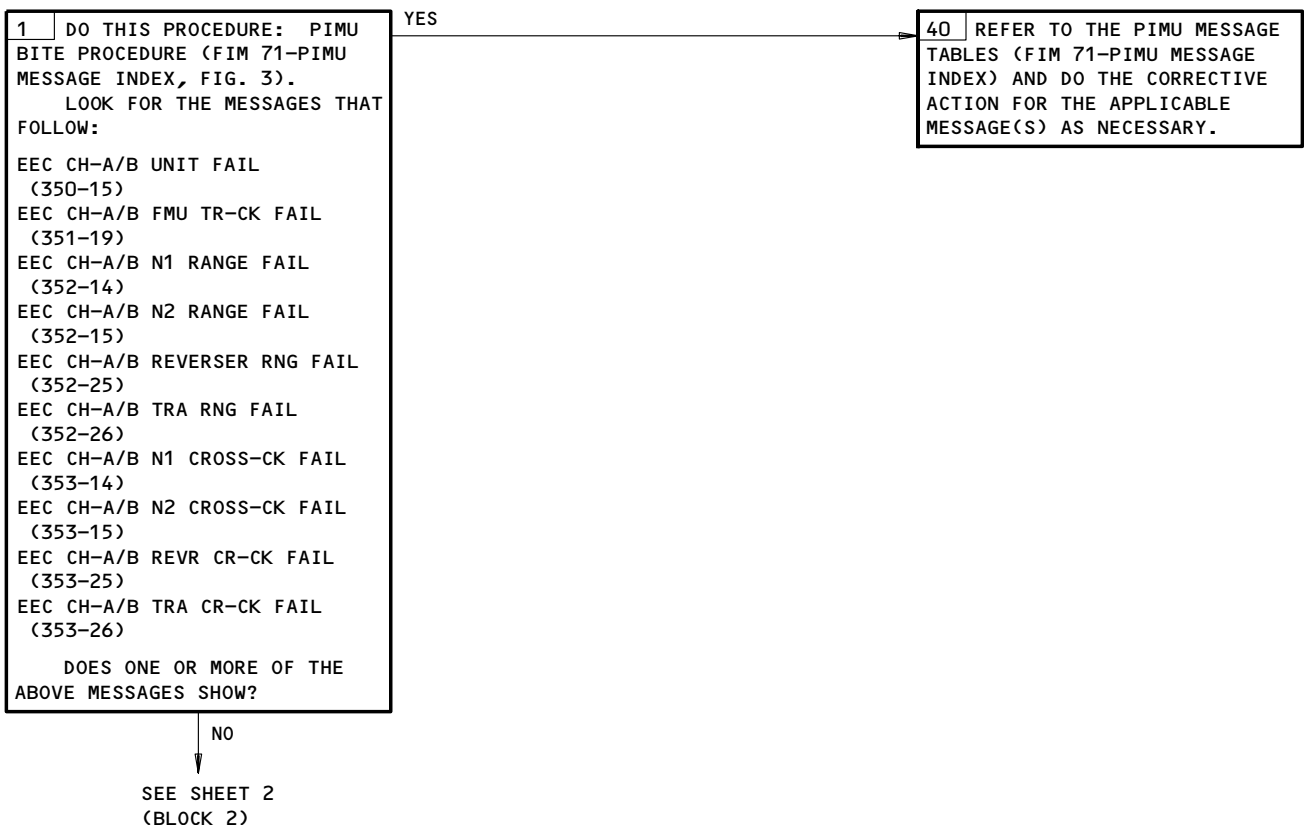 1 DO THIS PROCEDURE: PIMU
BITE PROCEDURE (FIM 71-PIMU
MESSAGE INDEX, FIG. 3).
LOOK FOR THE MESSAGES THAT
FOLLOW:
EEC CH-A/B UNIT FAIL
(350-15)
EEC CH-A/B FMU TR-CK FAIL
(351-19)
EEC CH-A/B N1 RANGE FAIL
(352-14)
EEC CH-A/B N2 RANGE FAIL
(352-15)
EEC CH-A/B REVERSER RNG FAIL
(352-25)
EEC CH-A/B TRA RNG FAIL
(352-26)
EEC CH-A/B N1 CROSS-CK FAIL
(353-14)
EEC CH-A/B N2 CROSS-CK FAIL
(353-15)
EEC CH-A/B REVR CR-CK FAIL
(353-25)
EEC CH-A/B TRA CR-CK FAIL
(353-26)
DOES ONE OR MORE OF THE
ABOVE MESSAGES SHOW?
YES
40 REFER TO THE PIMU MESSAGE
TABLES (FIM 71-PIMU MESSAGE
INDEX) AND DO THE CORRECTIVE
ACTION FOR THE APPLICABLE
MESSAGE(S) AS NECESSARY.
NO
SEE SHEET 2
(BLOCK 2)